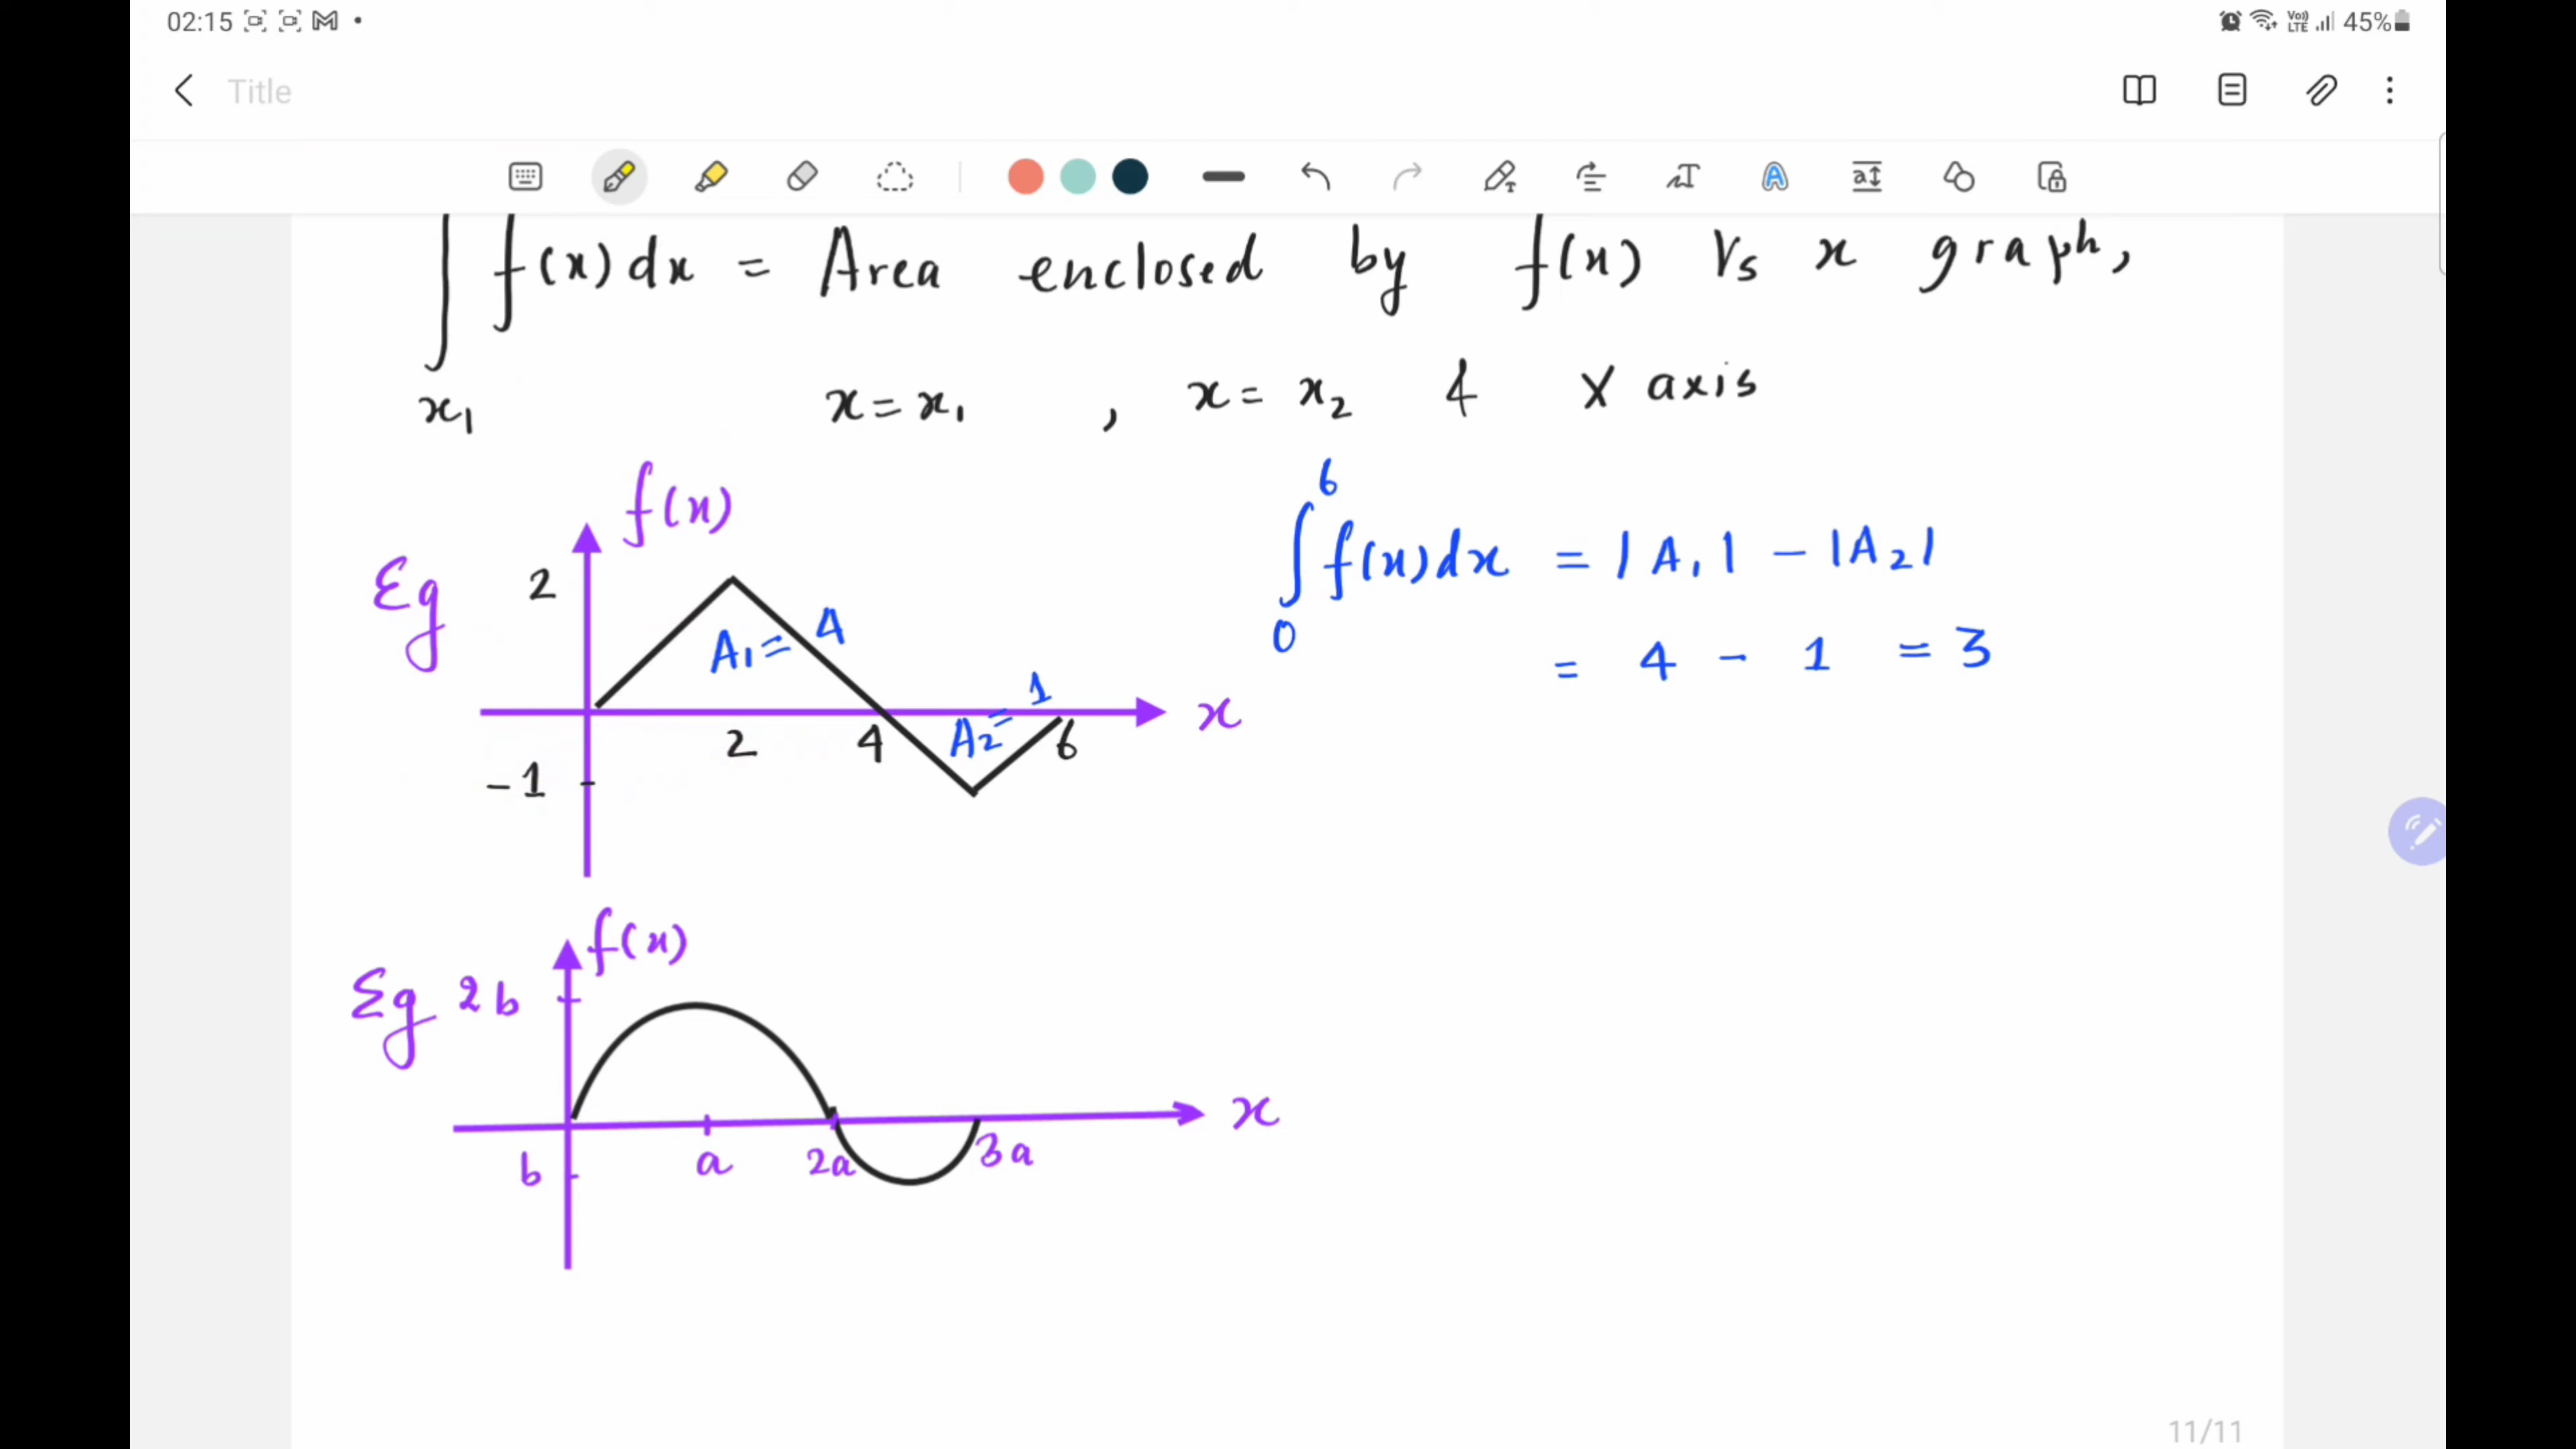 02:15 45%
Title
∫ f(x) dx = Area enclosed by f(x) Vs x graph,
x₁ x = x₁ , x = x₂ & X axis
f(x)
6
Eg 2 ∫ f(x) dx = |A₁| - |A₂|
A₁ = 4 0
= 4 - 1 = 3
A₂ = 1
x
2 4 6
-1
f(x)
Eg 2b
x
b a 2a 3a
11/11